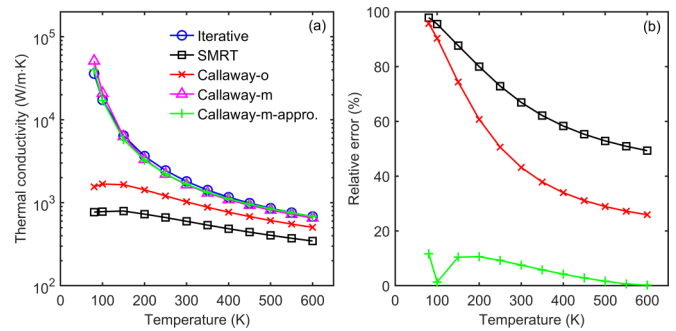 (a)
Thermal conductivity (W/m·K)
10^5
10^4
10^3
10^2
Iterative
SMRT
Callaway-o
Callaway-m
Callaway-m-appro.
0 100 200 300 400 500 600
Temperature (K)
(b)
Relative error (%)
100
80
60
40
20
0
0 100 200 300 400 500 600
Temperature (K)